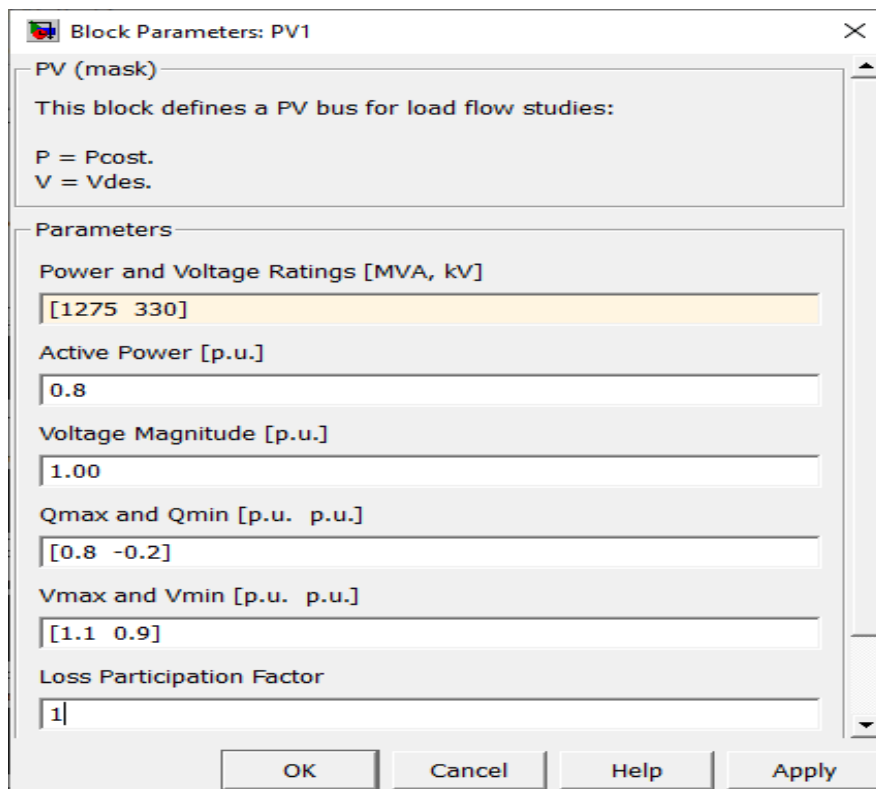 Block Parameters: PV1
PV (mask)
This block defines a PV bus for load flow studies:
P = Pcost.
V = Vdes.
Parameters
Power and Voltage Ratings [MVA, kV]
[1275 330]
Active Power [p.u.]
0.8
Voltage Magnitude [p.u.]
1.00
Qmax and Qmin [p.u. p.u.]
[0.8 -0.2]
Vmax and Vmin [p.u. p.u.]
[1.1 0.9]
Loss Participation Factor
1
OK Cancel Help Apply